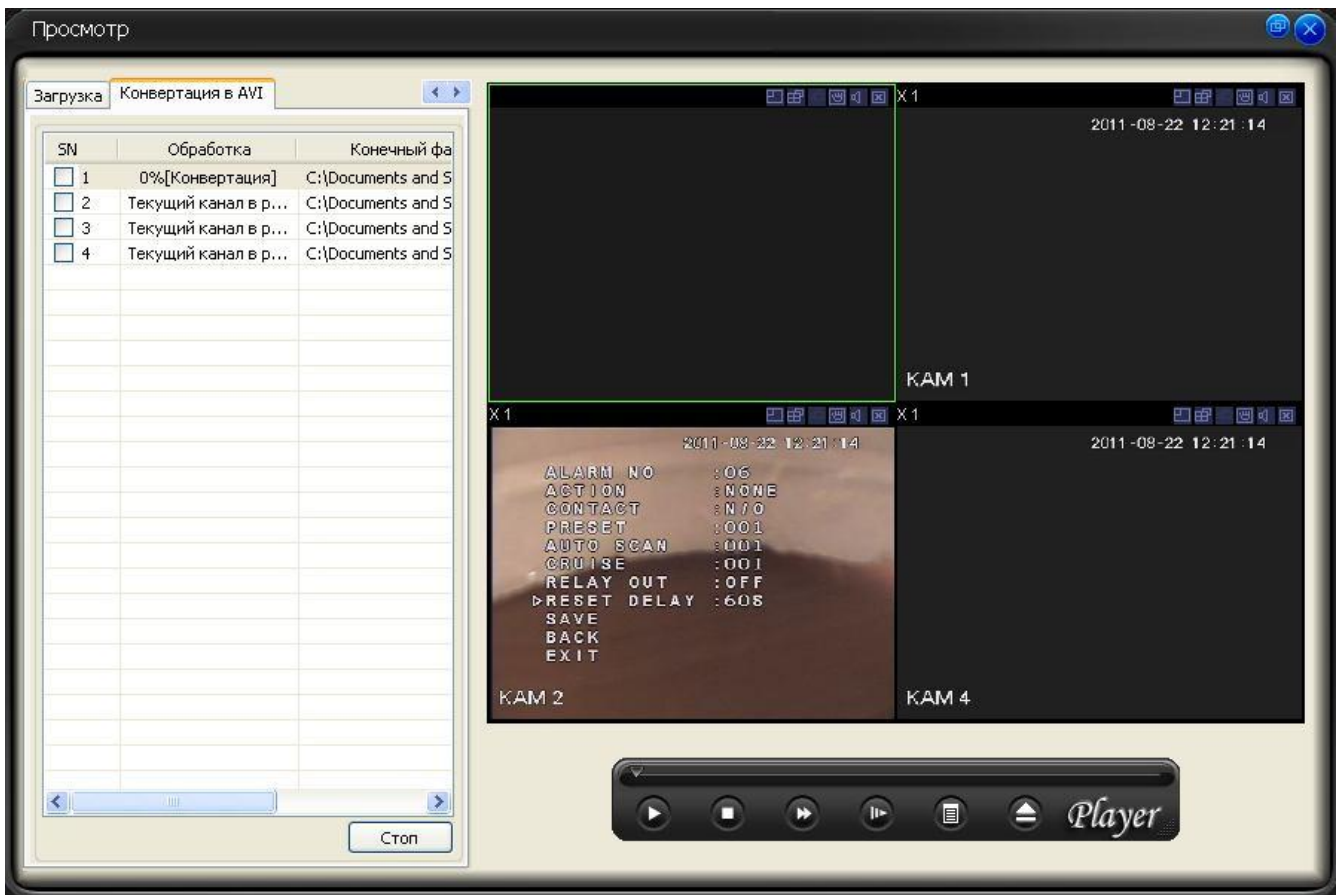 Просмотр
Загрузка Конвертация в AVI
SN Обработка Конечный фа
1 0%[Конвертация] C:\Documents and S
2 Текущий канал в р... C:\Documents and S
3 Текущий канал в р... C:\Documents and S
4 Текущий канал в р... C:\Documents and S
Стоп
X 1
2011-08-22 12:21:14
KAM 1
X 1
2011-08-22 12:21:14
ALARM NO :06
ACTION :NONE
CONTACT :N/O
PRESET :001
AUTO SCAN :001
CRUISE :001
RELAY OUT :OFF
▷RESET DELAY :60S
SAVE
BACK
EXIT
KAM 2
X 1
2011-08-22 12:21:14
KAM 4
Player